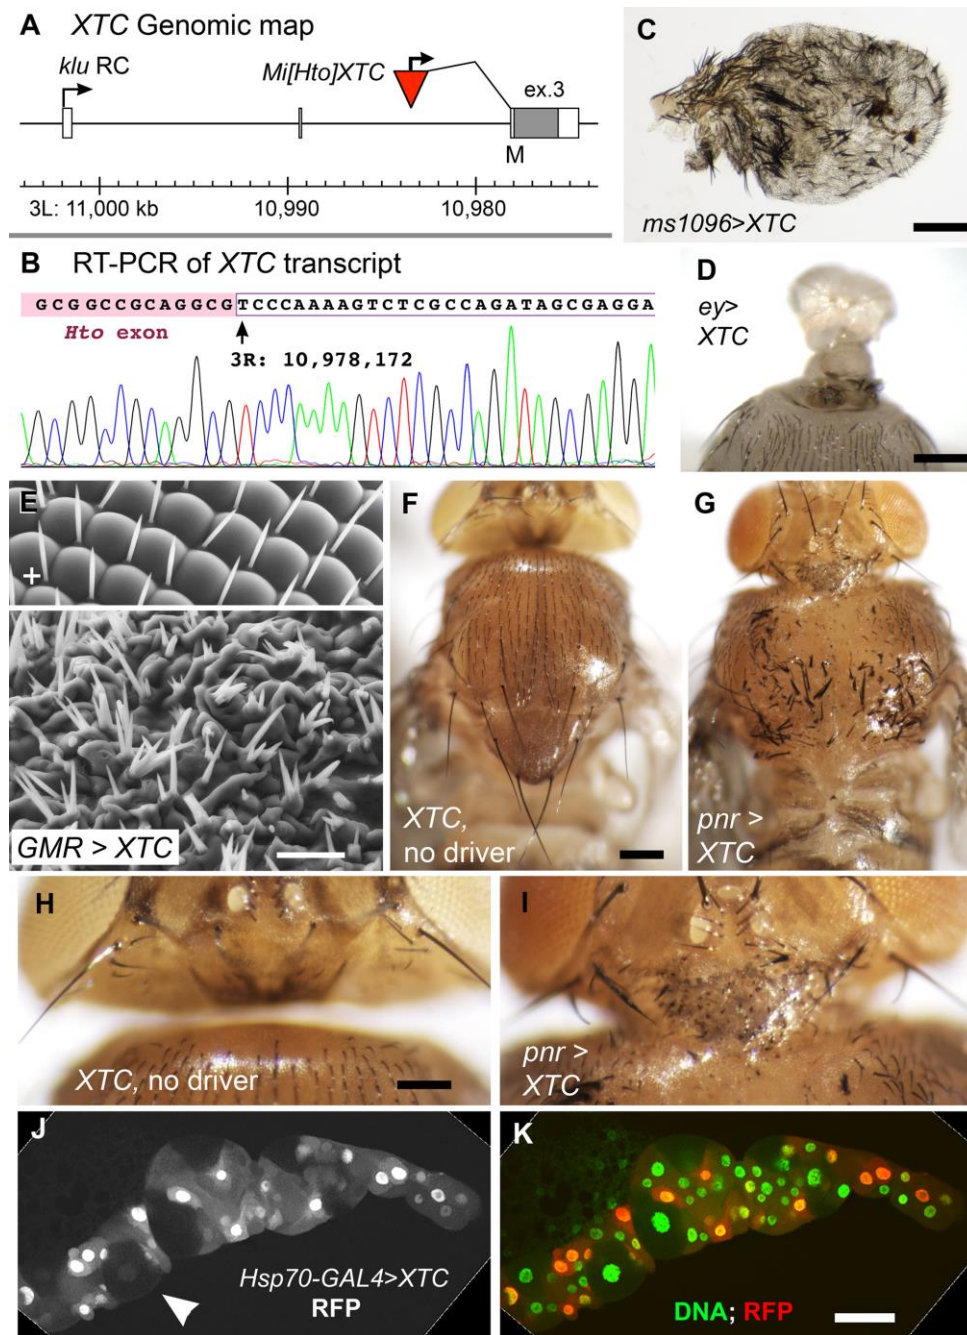 A XTC Genomic map
klu RC
Mi[Hto]XTC
ex.3
M
3L: 11,000 kb
10,990
10,980
C
ms1096>XTC
B RT-PCR of XTC transcript
GCGGCCGCAGGCGTCCCAAAAGTCTCGCCAGATAGCGAGGA
Hto exon
3R: 10,978,172
D
ey>
XTC
E
+
GMR > XTC
F
XTC,
no driver
G
pnr >
XTC
H
XTC, no driver
I
pnr >
XTC
J
Hsp70-GAL4>XTC
RFP
K
DNA; RFP